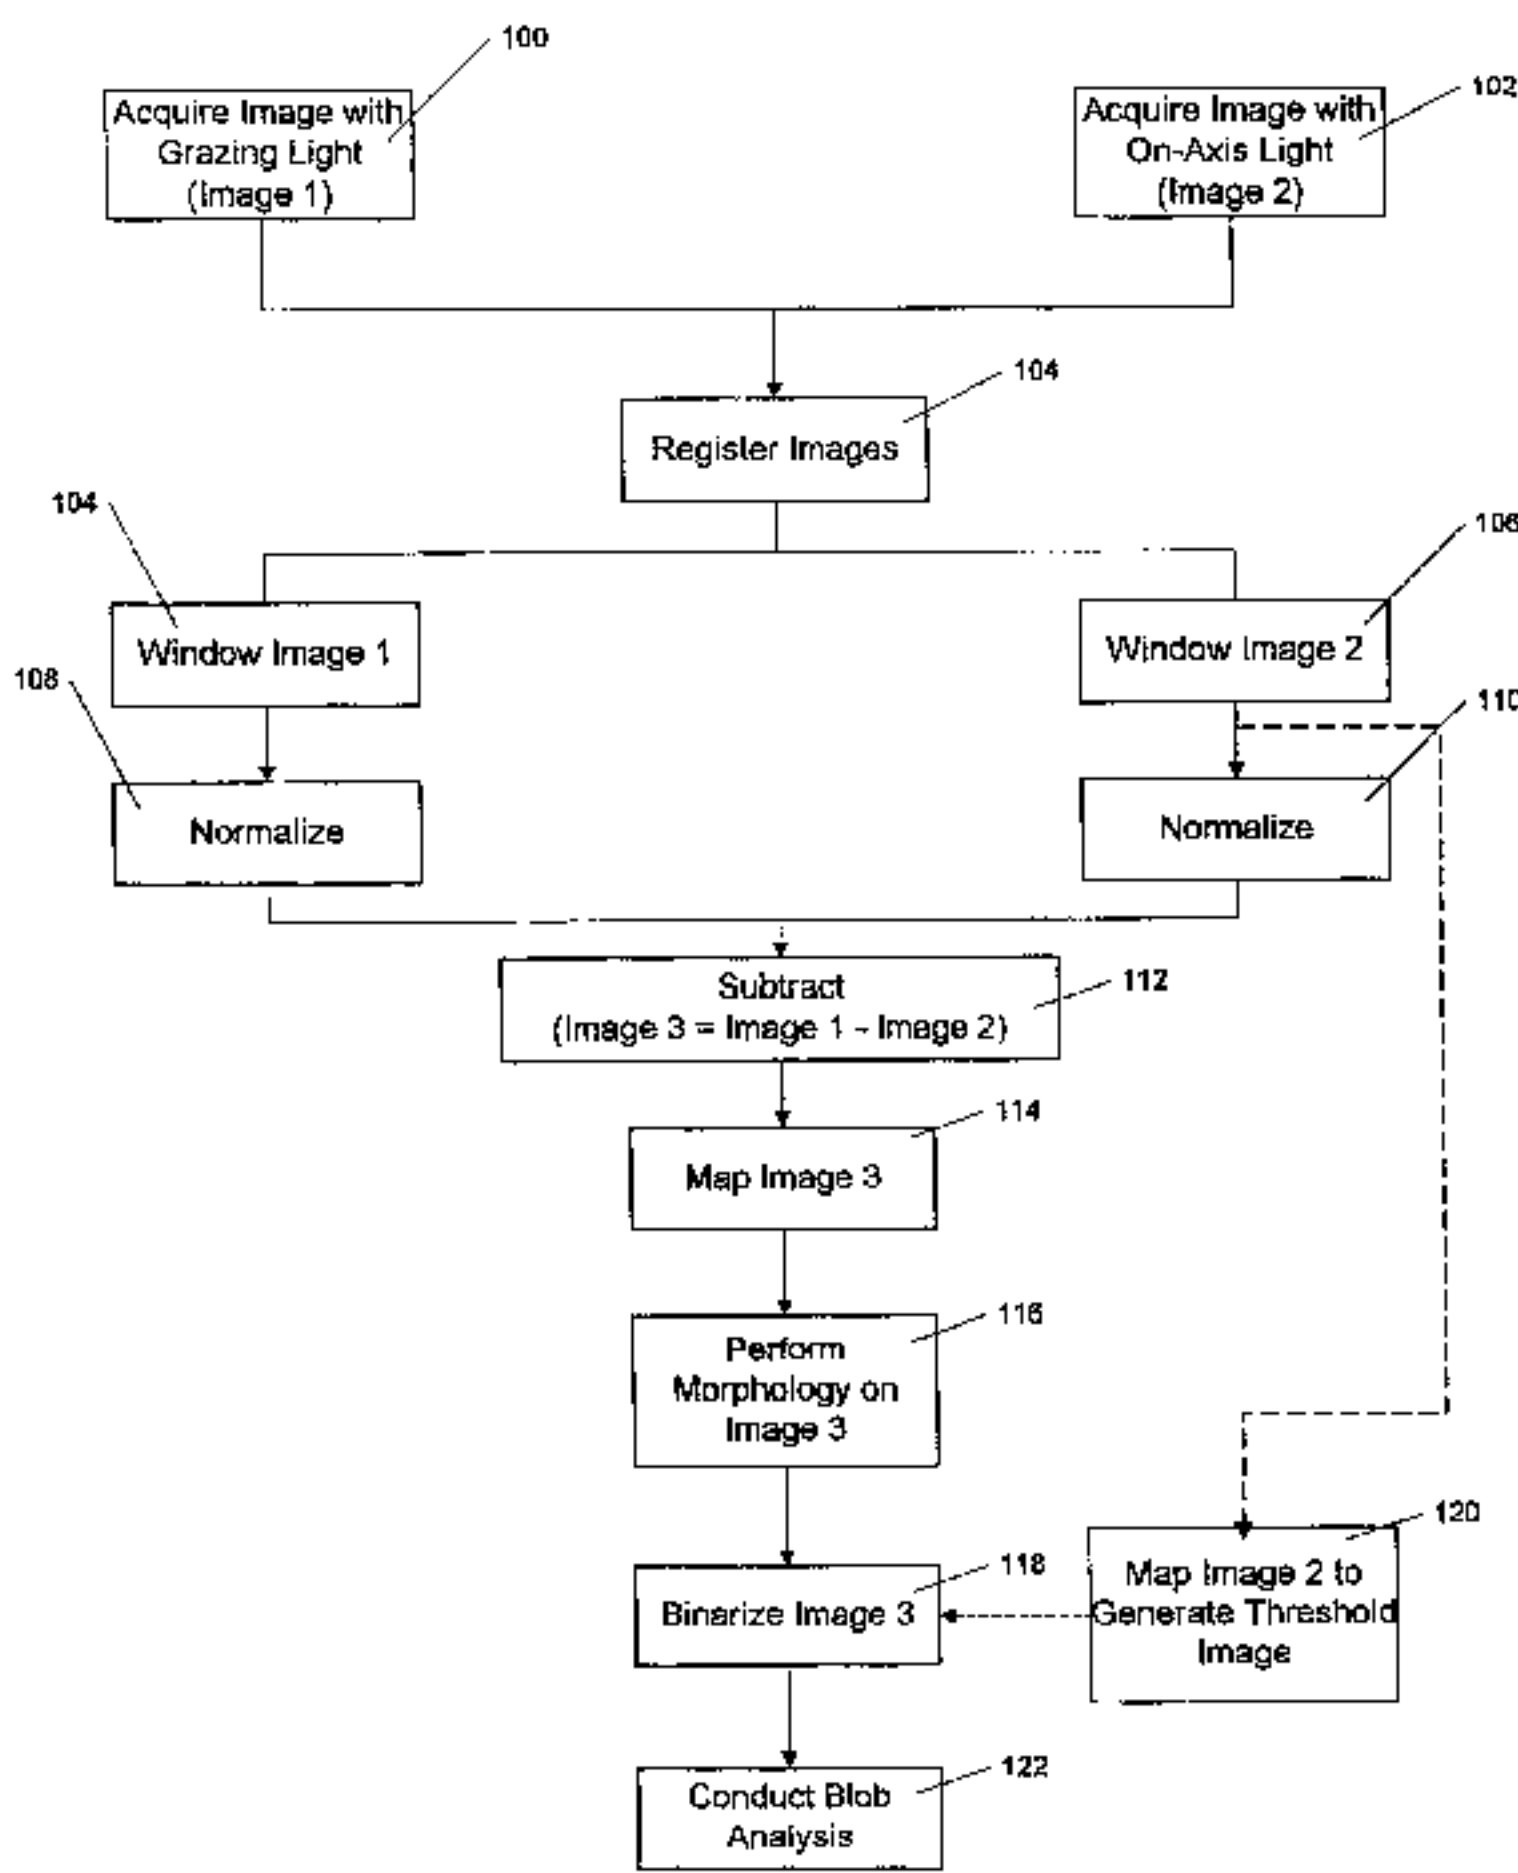 100
Acquire Image with
Grazing Light
(Image 1)
102
Acquire Image with
On-Axis Light
(Image 2)
104
Register Images
104
Window Image 1
106
Window Image 2
108
Normalize
110
Normalize
Subtract
(Image 3 = Image 1 - Image 2)
112
114
Map Image 3
116
Perform
Morphology on
Image 3
118
Binarize Image 3
120
Map Image 2 to
Generate Threshold
Image
122
Conduct Blob
Analysis